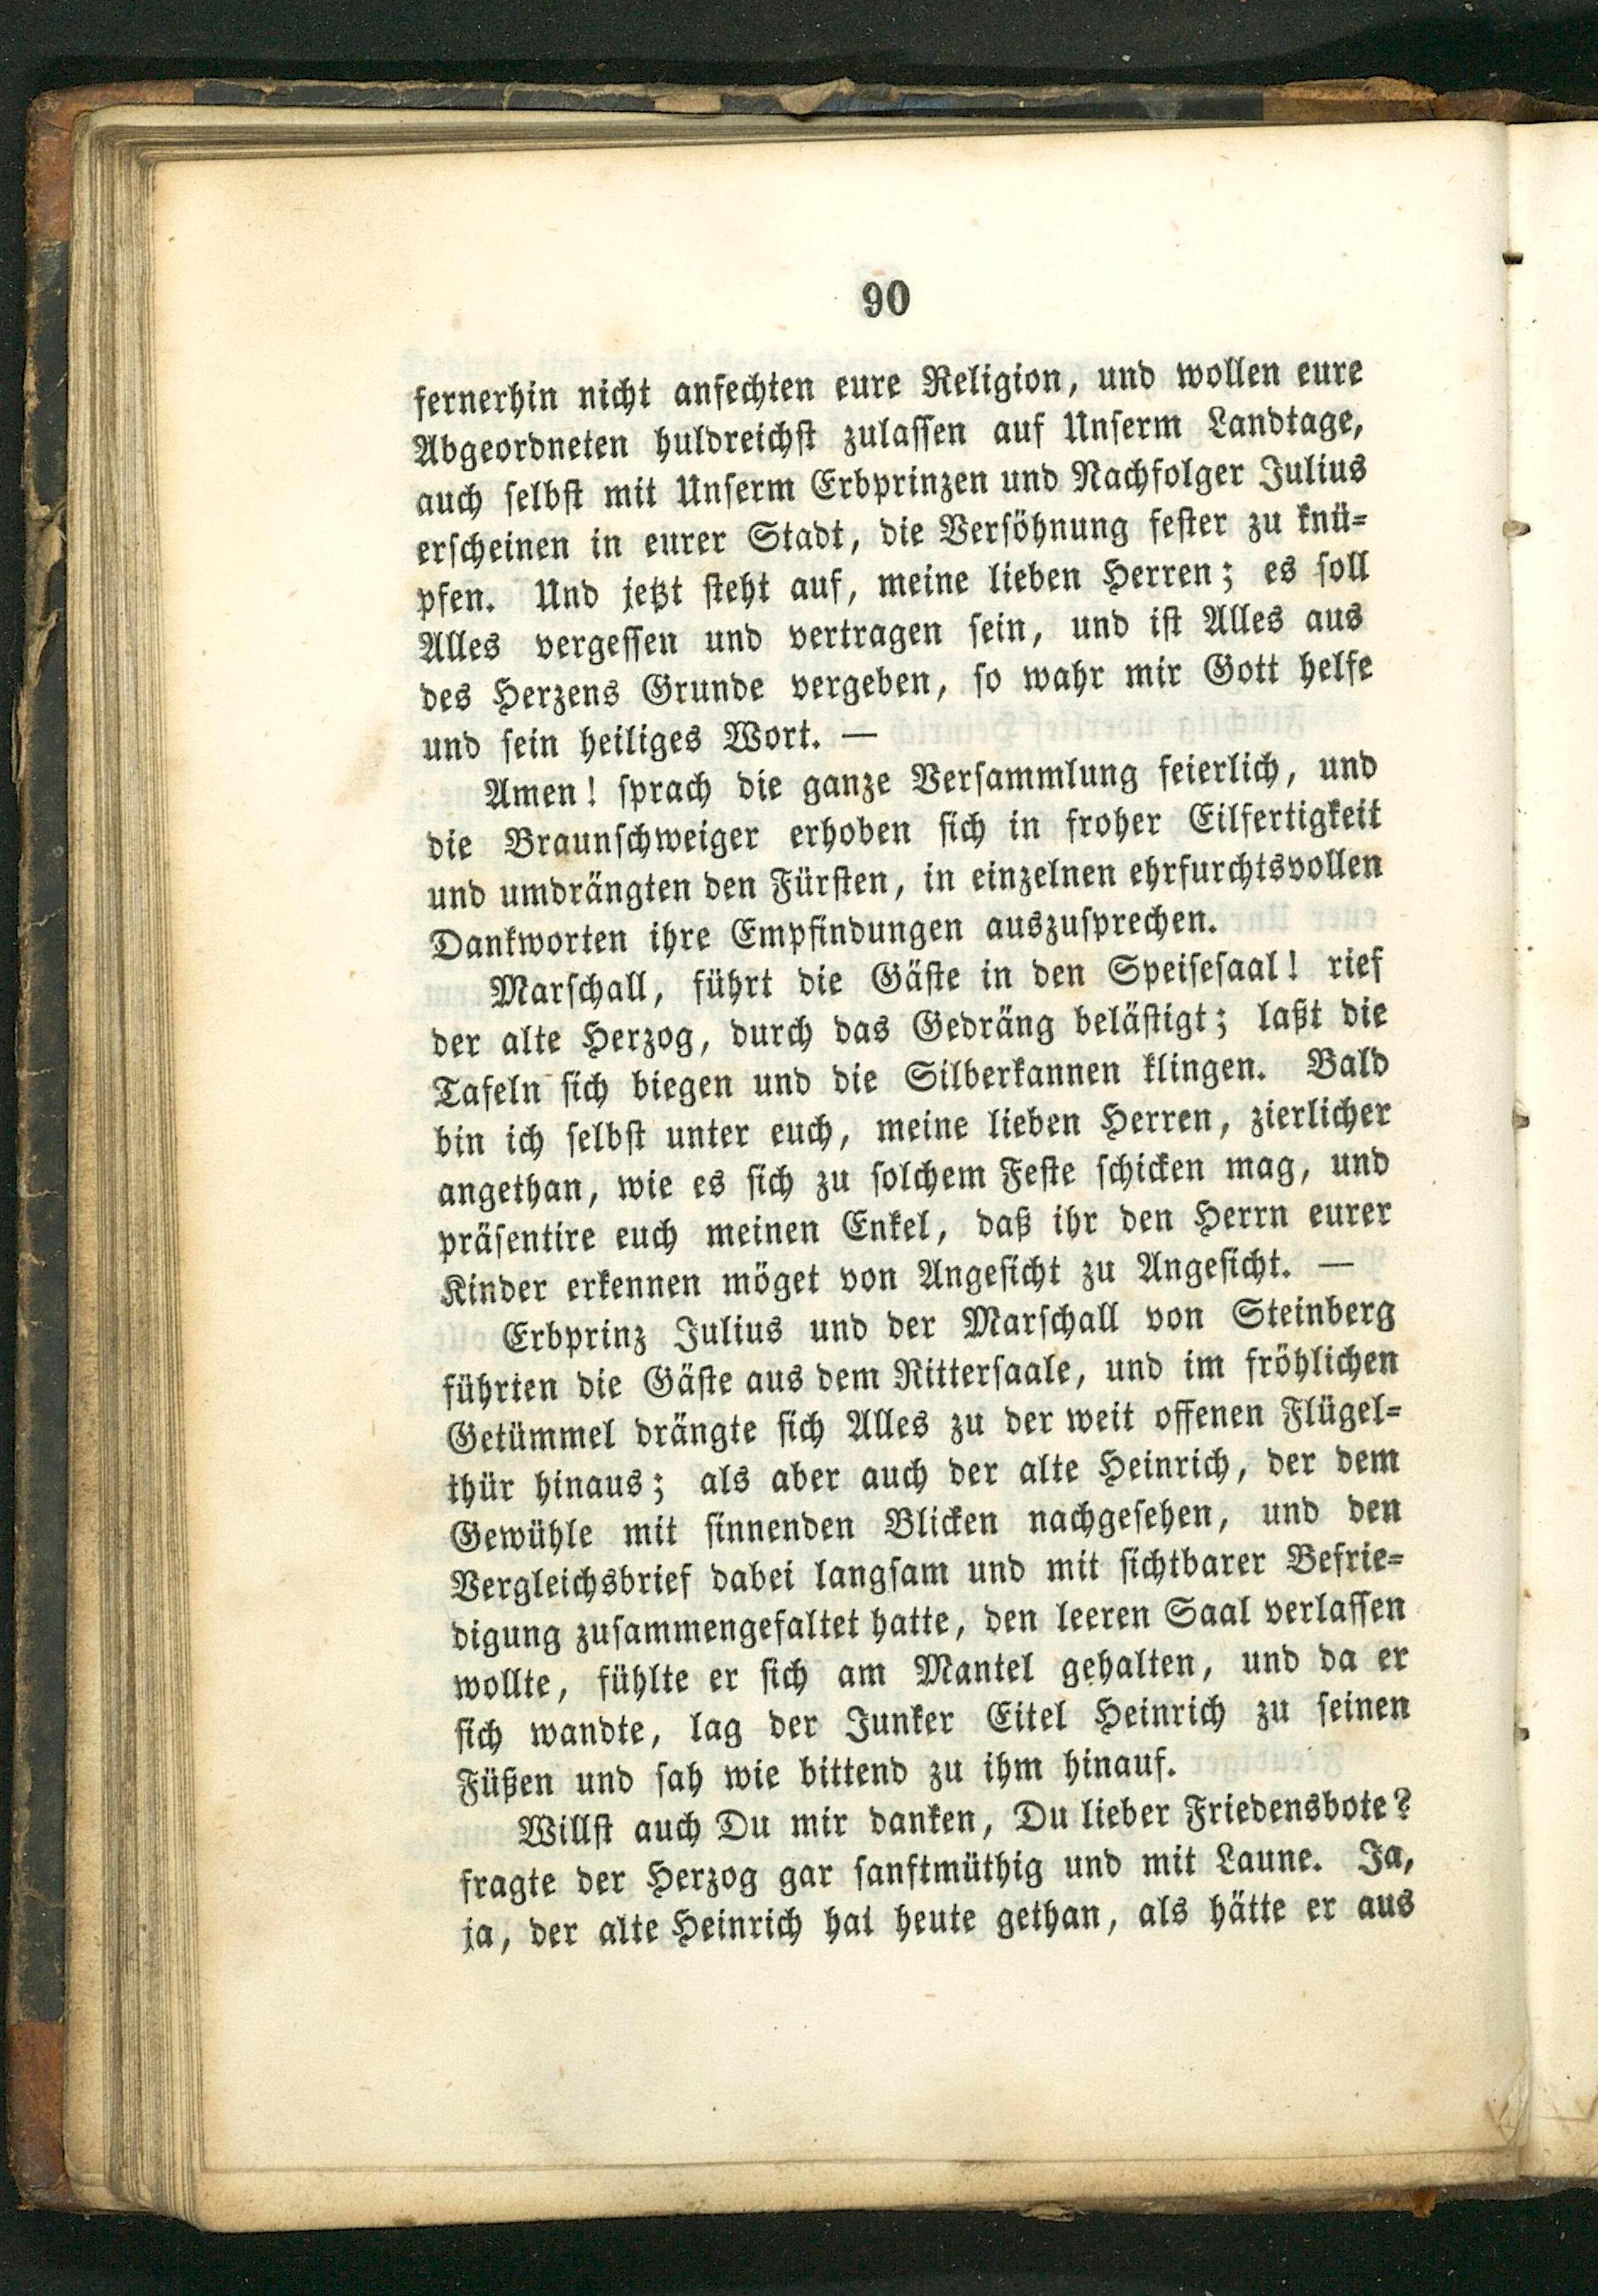 90
fernerhin nicht anfechten eure Religion, und wollen eure
Abgeordneten huldreichst zulassen auf Unserm Landtage,
auch selbst mit Unserm Erbprinzen und Nachfolger Julius
erscheinen in eurer Stadt, die Versöhnung fester zu knü-
pfen. Und jetzt steht auf, meine lieben Herren; es soll
Alles vergessen und vertragen sein, und ist Alles aus
des Herzens Grunde vergeben, so wahr mir Gott helfe
und sein heiliges Wort. —
Amen! sprach die ganze Versammlung feierlich, und
die Braunschweiger erhoben sich in froher Eilfertigkeit
und umdrängten den Fürsten, in einzelnen ehrfurchtsvollen
Dankworten ihre Empfindungen auszusprechen.
Marschall, führt die Gäste in den Speisesaal! rief
der alte Herzog, durch das Gedräng belästigt; laßt die
Tafeln sich biegen und die Silberkannen klingen. Bald
bin ich selbst unter euch, meine lieben Herren, zierlicher
angethan, wie es sich zu solchem Feste schicken mag, und
präsentire euch meinen Enkel, daß ihr den Herrn eurer
Kinder erkennen möget von Angesicht zu Angesicht. —
Erbprinz Julius und der Marschall von Steinberg
führten die Gäste aus dem Rittersaale, und im fröhlichen
Getümmel drängte sich Alles zu der weit offenen Flügel-
thür hinaus; als aber auch der alte Heinrich, der dem
Gewühle mit sinnenden Blicken nachgesehen, und den
Vergleichsbrief dabei langsam und mit sichtbarer Befrie-
digung zusammengefaltet hatte, den leeren Saal verlassen
wollte, fühlte er sich am Mantel gehalten, und da er
sich wandte, lag der Junker Eitel Heinrich zu seinen
Füßen und sah wie bittend zu ihm hinauf.
Willst auch Du mir danken, Du lieber Friedensbote?
fragte der Herzog gar sanftmüthig und mit Laune. Ja,
ja, der alte Heinrich hat heute gethan, als hätte er aus